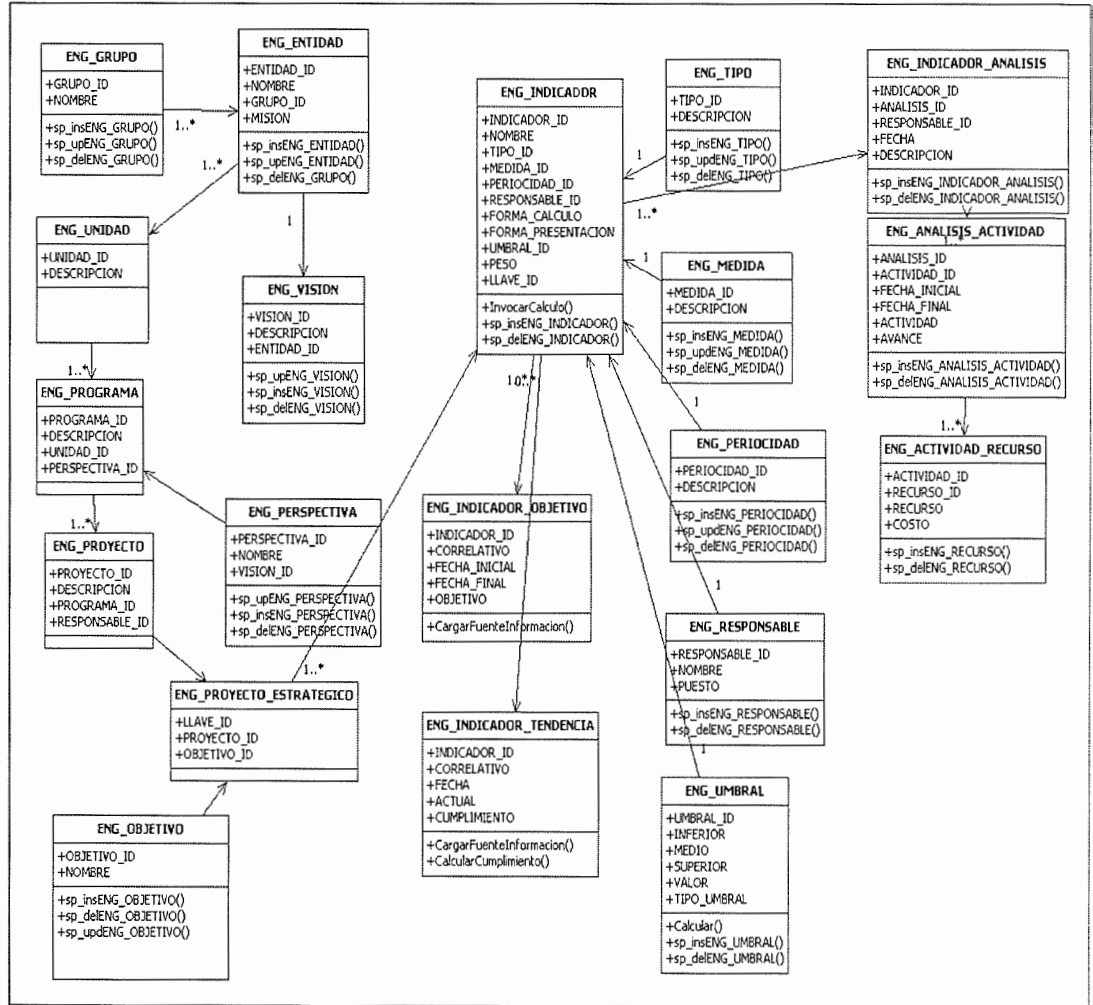 ENG_GRUPO
+GRUPO_ID
+NOMBRE
+sp_insENG_GRUPO()
+sp_upENG_GRUPO()
+sp_delENG_GRUPO()
1..*
ENG_ENTIDAD
+ENTIDAD_ID
+NOMBRE
+GRUPO_ID
+MISION
+sp_insENG_ENTIDAD()
+sp_upENG_ENTIDAD()
+sp_delENG_GRUPO()
1..*
1
ENG_UNIDAD
+UNIDAD_ID
+DESCRIPCION
1..*
ENG_VISION
+VISION_ID
+DESCRIPCION
+ENTIDAD_ID
+sp_upENG_VISION()
+sp_insENG_VISION()
+sp_delENG_VISION()
ENG_PROGRAMA
+PROGRAMA_ID
+DESCRIPCION
+UNIDAD_ID
+PERSPECTIVA_ID
1..*
ENG_PROYECTO
+PROYECTO_ID
+DESCRIPCION
+PROGRAMA_ID
+RESPONSABLE_ID
ENG_PERSPECTIVA
+PERSPECTIVA_ID
+NOMBRE
+VISION_ID
+sp_upENG_PERSPECTIVA()
+sp_insENG_PERSPECTIVA()
+sp_delENG_PERSPECTIVA()
1..*
ENG_PROYECTO_ESTRATEGICO
+LLAVE_ID
+PROYECTO_ID
+OBJETIVO_ID
ENG_OBJETIVO
+OBJETIVO_ID
+NOMBRE
+sp_insENG_OBJETIVO()
+sp_delENG_OBJETIVO()
+sp_updENG_OBJETIVO()
ENG_INDICADOR
+INDICADOR_ID
+NOMBRE
+TIPO_ID
+MEDIDA_ID
+PERIOCIDAD_ID
+RESPONSABLE_ID
+FORMA_CALCULO
+FORMA_PRESENTACION
+UMBRAL_ID
+PESO
+LLAVE_ID
+InvocarCalculo()
+sp_insENG_INDICADOR()
+sp_delENG_INDICADOR()
ENG_INDICADOR_OBJETIVO
+INDICADOR_ID
+CORRELATIVO
+FECHA_INICIAL
+FECHA_FINAL
+OBJETIVO
+CargarFuenteInformacion()
ENG_INDICADOR_TENDENCIA
+INDICADOR_ID
+CORRELATIVO
+FECHA
+ACTUAL
+CUMPLIMIENTO
+CargarFuenteInformacion()
+CalcularCumplimiento()
ENG_TIPO
+TIPO_ID
+DESCRIPCION
+sp_insENG_TIPO()
+sp_updENG_TIPO()
+sp_delENG_TIPO()
1
1..*
1
ENG_MEDIDA
+MEDIDA_ID
+DESCRIPCION
+sp_insENG_MEDIDA()
+sp_updENG_MEDIDA()
+sp_delENG_MEDIDA()
1
ENG_PERIOCIDAD
+PERIOCIDAD_ID
+DESCRIPCION
+sp_insENG_PERIOCIDAD()
+sp_updENG_PERIOCIDAD()
+sp_delENG_PERIOCIDAD()
1
ENG_RESPONSABLE
+RESPONSABLE_ID
+NOMBRE
+PUESTO
+sp_insENG_RESPONSABLE()
+sp_delENG_RESPONSABLE()
1
ENG_UMBRAL
+UMBRAL_ID
+INFERIOR
+MEDIO
+SUPERIOR
+VALOR
+TIPO_UMBRAL
+Calcular()
+sp_insENG_UMBRAL()
+sp_delENG_UMBRAL()
ENG_INDICADOR_ANALISIS
+INDICADOR_ID
+ANALISIS_ID
+RESPONSABLE_ID
+FECHA
+DESCRIPCION
+sp_insENG_INDICADOR_ANALISIS()
+sp_delENG_INDICADOR_ANALISIS()
ENG_ANALISIS_ACTIVIDAD
1..*
+ANALISIS_ID
+ACTIVIDAD_ID
+FECHA_INICIAL
+FECHA_FINAL
+ACTIVIDAD
+AVANCE
+sp_insENG_ANALISIS_ACTIVIDAD()
+sp_delENG_ANALISIS_ACTIVIDAD()
1..*
ENG_ACTIVIDAD_RECURSO
+ACTIVIDAD_ID
+RECURSO_ID
+RECURSO
+COSTO
+sp_insENG_RECURSO()
+sp_delENG_RECURSO()